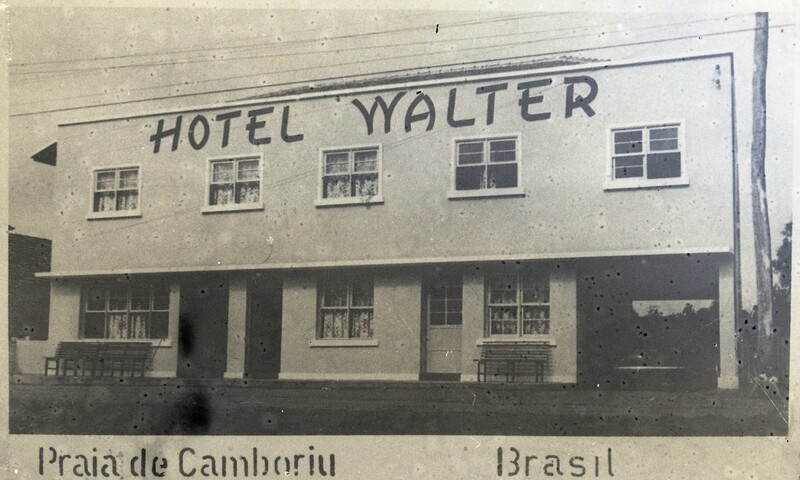 HOTEL WALTER
Praia de Camboriu Brasil